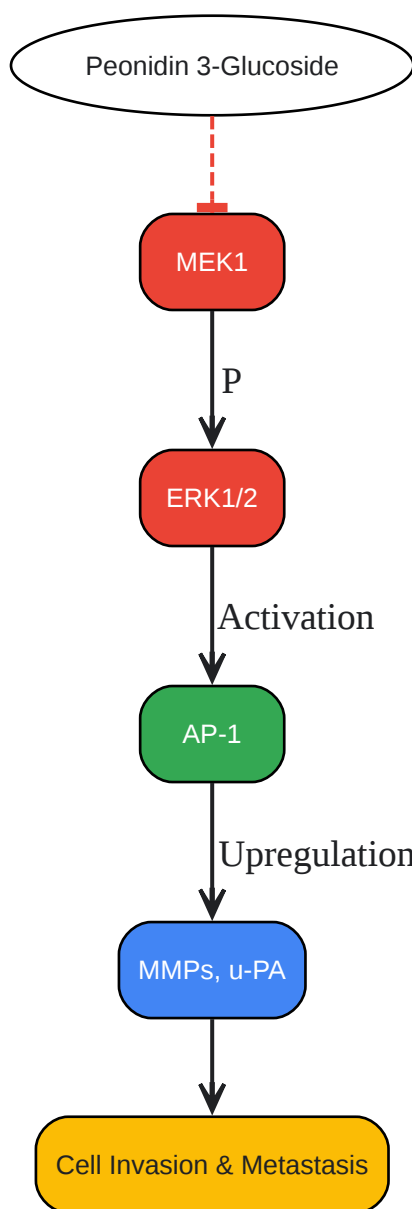 Peonidin 3-Glucoside
MEK1
P
ERK1/2
Activation
AP-1
Upregulation
MMPs, u-PA
Cell Invasion & Metastasis